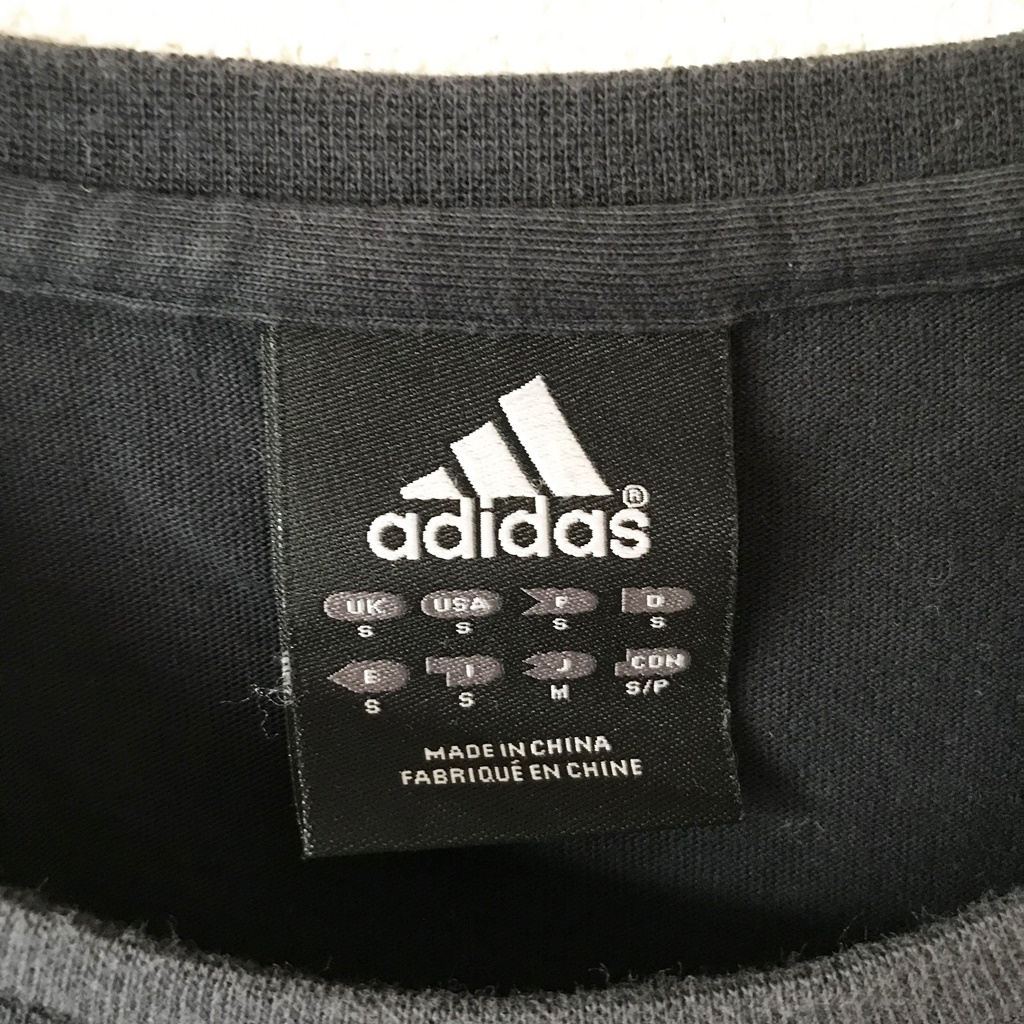 adidas®
UK USA F D
S S S S
E I J CDN
S S M S/P
MADE IN CHINA
FABRIQUÉ EN CHINE